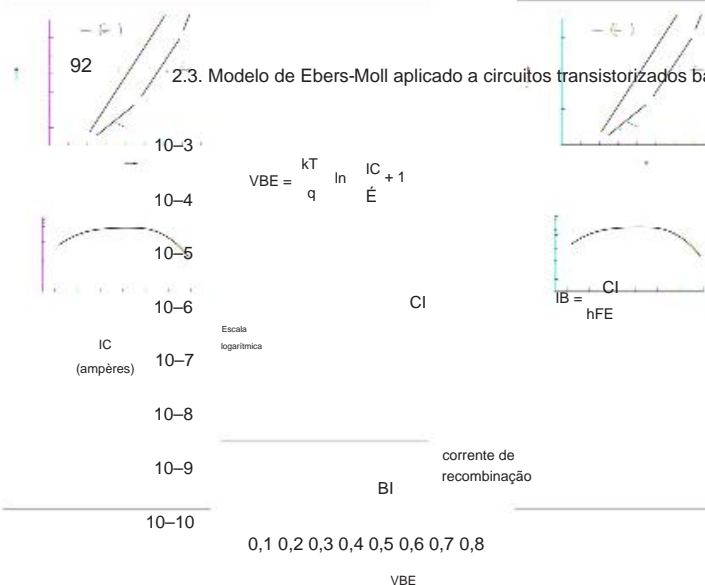 92
2.3. Modelo de Ebers-Moll aplicado a circuitos transistorizados ba
10–3
VBE = kT q ln IC É + 1
10–4
10–5
10–6
CI
IB = CI hFE
Escala
logarítmica
IC
(ampères)
10–7
10–8
10–9
corrente de
recombinação
BI
10–10
0,1 0,2 0,3 0,4 0,5 0,6 0,7 0,8
VBE